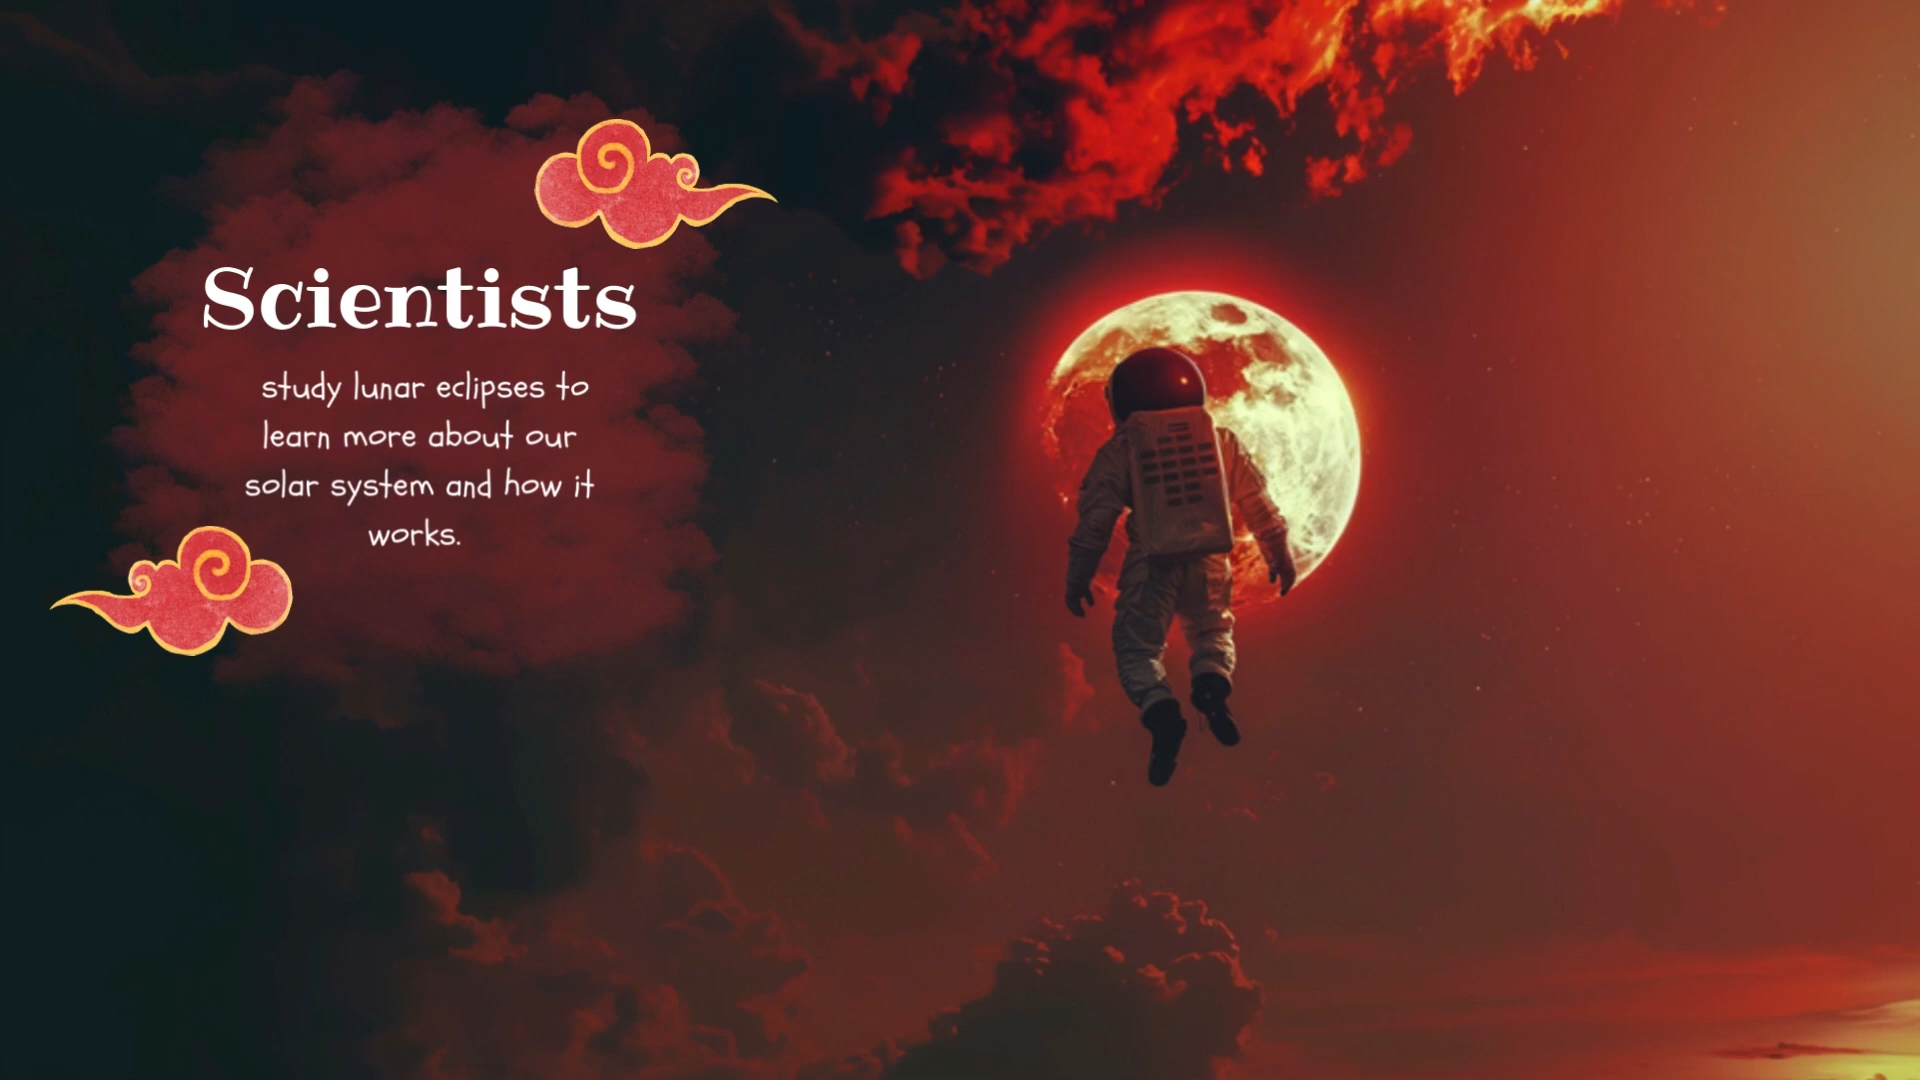 Scientists
study lunar eclipses to
learn more about our
solar system and how it
works.